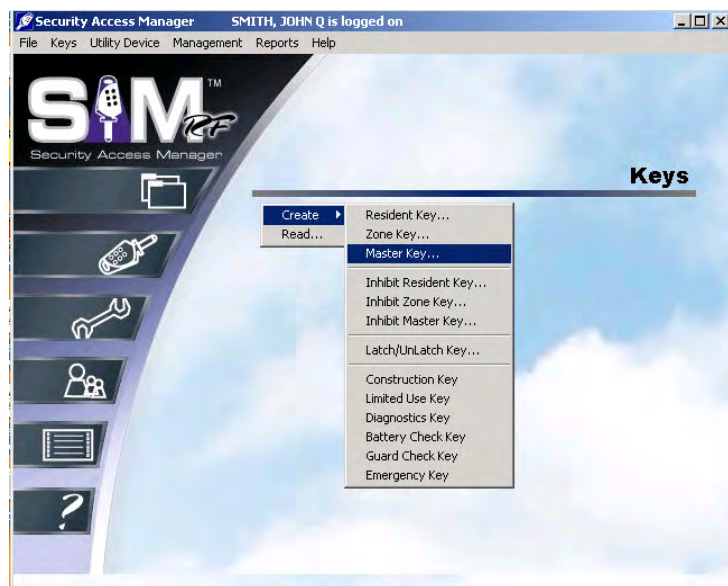 Security Access Manager SMITH, JOHN Q is logged on
File Keys Utility Device Management Reports Help
SAM TM
RF
Security Access Manager
Keys
Create
Read...
Resident Key...
Zone Key...
Master Key...
Inhibit Resident Key...
Inhibit Zone Key...
Inhibit Master Key...
Latch/UnLatch Key...
Construction Key
Limited Use Key
Diagnostics Key
Battery Check Key
Guard Check Key
Emergency Key
?